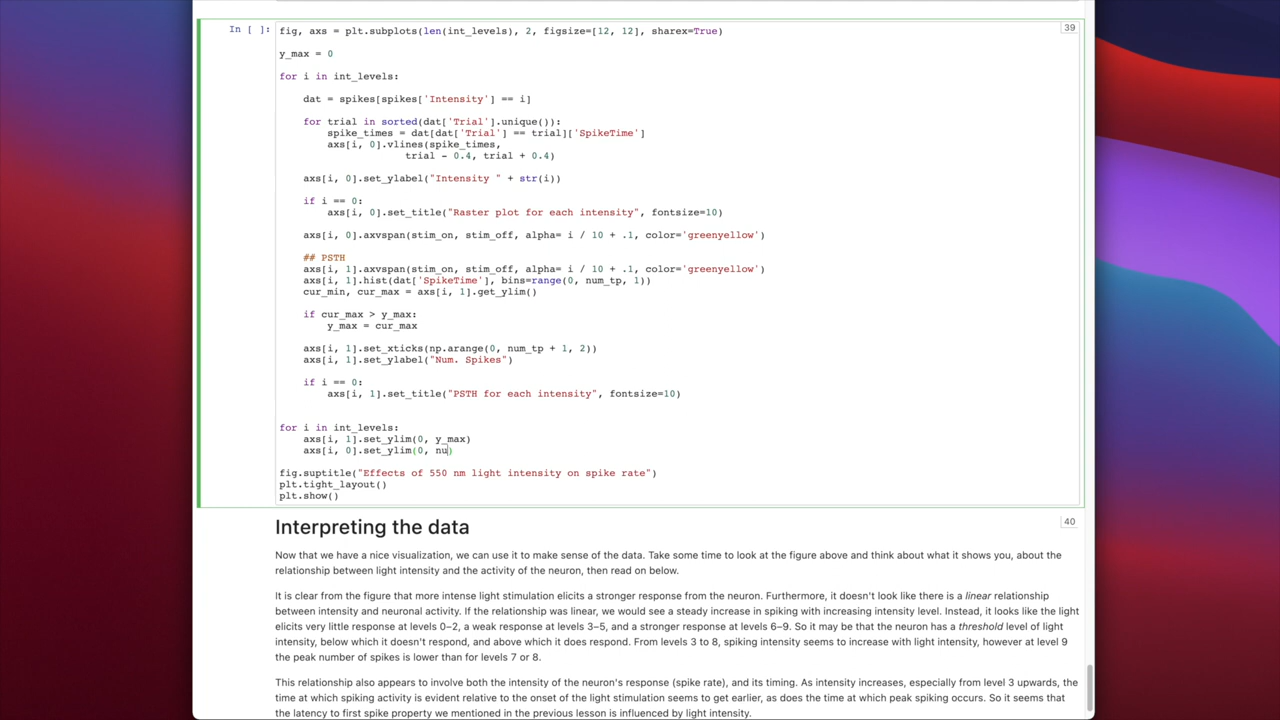 In [ ]:
39
fig, axs = plt.subplots(len(int_levels), 2, figsize=[12, 12], sharex=True)
y_max = 0
for i in int_levels:
    dat = spikes[spikes['Intensity'] == i]
    for trial in sorted(dat['Trial'].unique()):
        spike_times = dat[dat['Trial'] == trial]['SpikeTime']
        axs[i, 0].vlines(spike_times,
                     trial - 0.4, trial + 0.4)
    axs[i, 0].set_ylabel("Intensity " + str(i))
    if i == 0:
        axs[i, 0].set_title("Raster plot for each intensity", fontsize=10)
    axs[i, 0].axvspan(stim_on, stim_off, alpha= i / 10 + .1, color='greenyellow')
    ## PSTH
    axs[i, 1].axvspan(stim_on, stim_off, alpha= i / 10 + .1, color='greenyellow')
    axs[i, 1].hist(dat['SpikeTime'], bins=range(0, num_tp, 1))
    cur_min, cur_max = axs[i, 1].get_ylim()
    if cur_max > y_max:
        y_max = cur_max
    axs[i, 1].set_xticks(np.arange(0, num_tp + 1, 2))
    axs[i, 1].set_ylabel("Num. Spikes")
    if i == 0:
        axs[i, 1].set_title("PSTH for each intensity", fontsize=10)
for i in int_levels:
    axs[i, 1].set_ylim(0, y_max)
    axs[i, 0].set_ylim(0, nu)
fig.suptitle("Effects of 550 nm light intensity on spike rate")
plt.tight_layout()
plt.show()
Interpreting the data
40
Now that we have a nice visualization, we can use it to make sense of the data. Take some time to look at the figure above and think about what it shows you, about the
relationship between light intensity and the activity of the neuron, then read on below.
It is clear from the figure that more intense light stimulation elicits a stronger response from the neuron. Furthermore, it doesn't look like there is a linear relationship
between intensity and neuronal activity. If the relationship was linear, we would see a steady increase in spiking with increasing intensity level. Instead, it looks like the light
elicits very little response at levels 0–2, a weak response at levels 3–5, and a stronger response at levels 6–9. So it may be that the neuron has a threshold level of light
intensity, below which it doesn't respond, and above which it does respond. From levels 3 to 8, spiking intensity seems to increase with light intensity, however at level 9
the peak number of spikes is lower than for levels 7 or 8.
This relationship also appears to involve both the intensity of the neuron's response (spike rate), and its timing. As intensity increases, especially from level 3 upwards, the
time at which spiking activity is evident relative to the onset of the light stimulation seems to get earlier, as does the time at which peak spiking occurs. So it seems that
the latency to first spike property we mentioned in the previous lesson is influenced by light intensity.